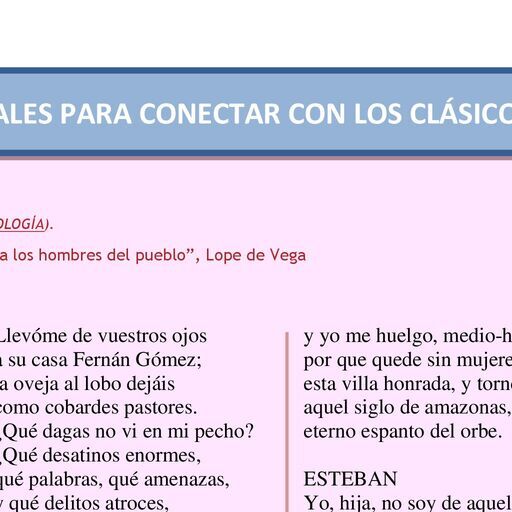 ALES PARA CONECTAR CON LOS CLÁSICO
OLOGÍA).
a los hombres del pueblo”, Lope de Vega
Llevóme de vuestros ojos
a su casa Fernán Gómez;
la oveja al lobo dejáis
como cobardes pastores.
¿Qué dagas no vi en mi pecho?
¿Qué desatinos enormes,
qué palabras, qué amenazas,
y qué delitos atroces,
y yo me huelgo, medio-h
por que quede sin mujere
esta villa honrada, y torn
aquel siglo de amazonas,
eterno espanto del orbe.
ESTEBAN
Yo, hija, no soy de aquel